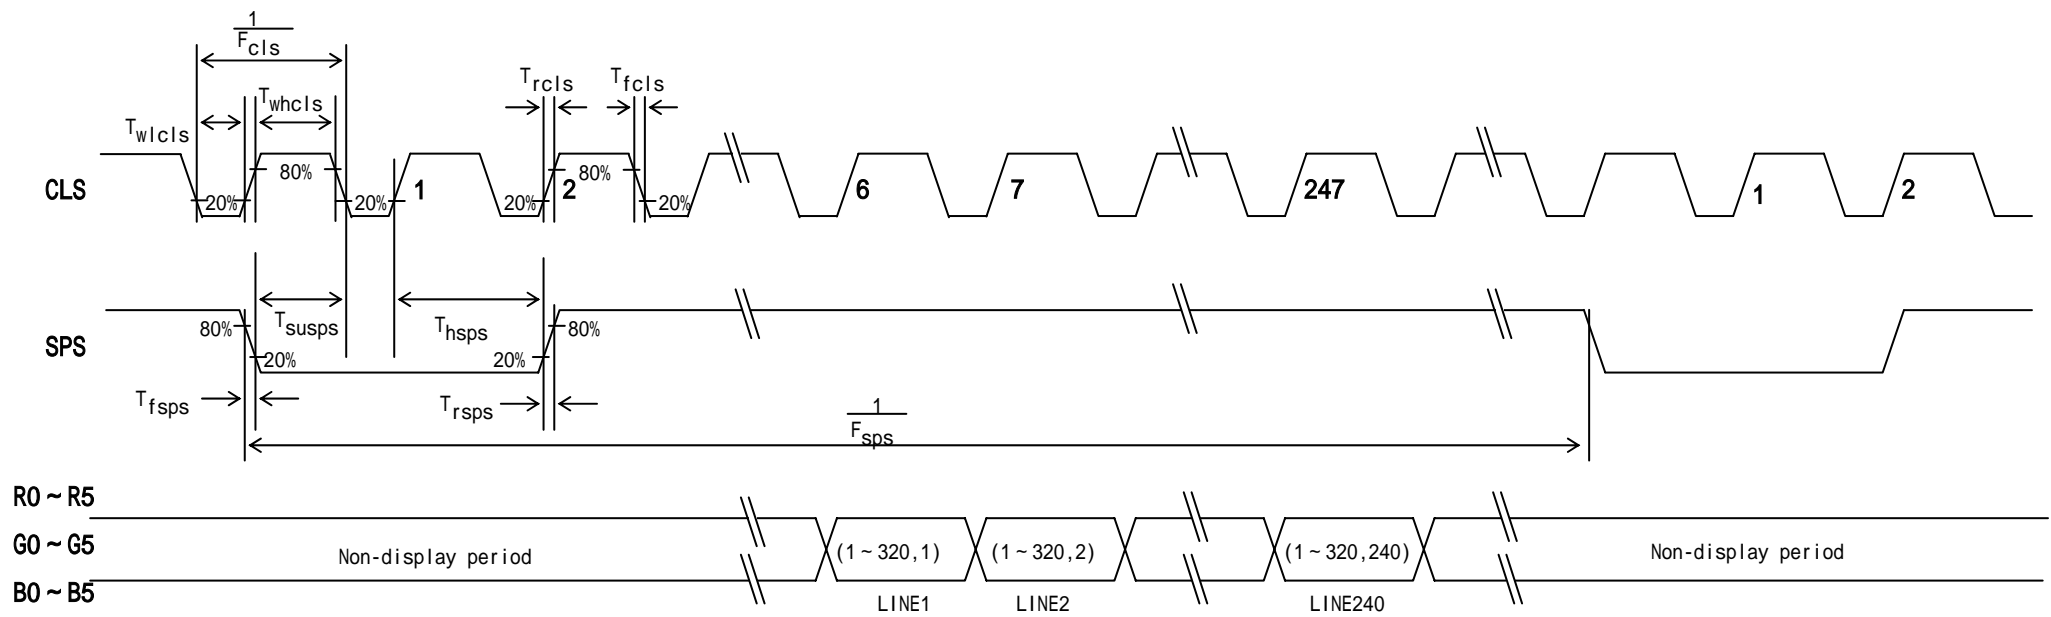 1
Fcls
Twhcls
Trcls
Tfcls
Twlcls
CLS
20%
80%
20%
1
20%
2
80%
20%
6
7
247
1
2
SPS
80%
20%
Tsusps
Thsps
20%
80%
Tfsps
Trsps
1
Fsps
R0~R5
G0~G5
B0~B5
Non-display period
(1~320,1)
(1~320,2)
(1~320,240)
Non-display period
LINE1
LINE2
LINE240